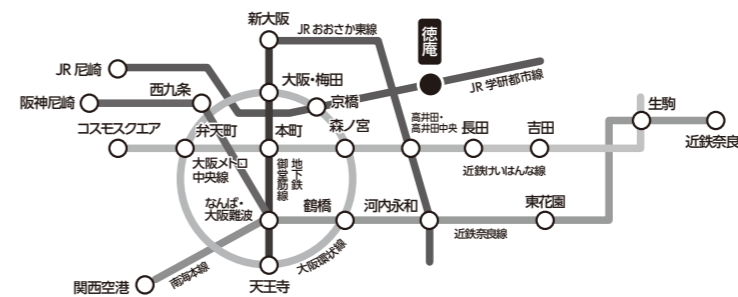 新大阪
JRおおさか東線
徳庵
JR尼崎
大阪・梅田
JR学研都市線
西九条
京橋
阪神尼崎
コスモスクエア
弁天町
本町
森ノ宮
高井田・
高井田中央
長田
吉田
生駒
近鉄奈良
大阪メトロ
中央線
地下鉄
御堂筋線
近鉄けいはんな線
なんば・
大阪難波
鶴橋
河内永和
東花園
近鉄奈良線
関西空港
南海本線
天王寺
大阪環状線